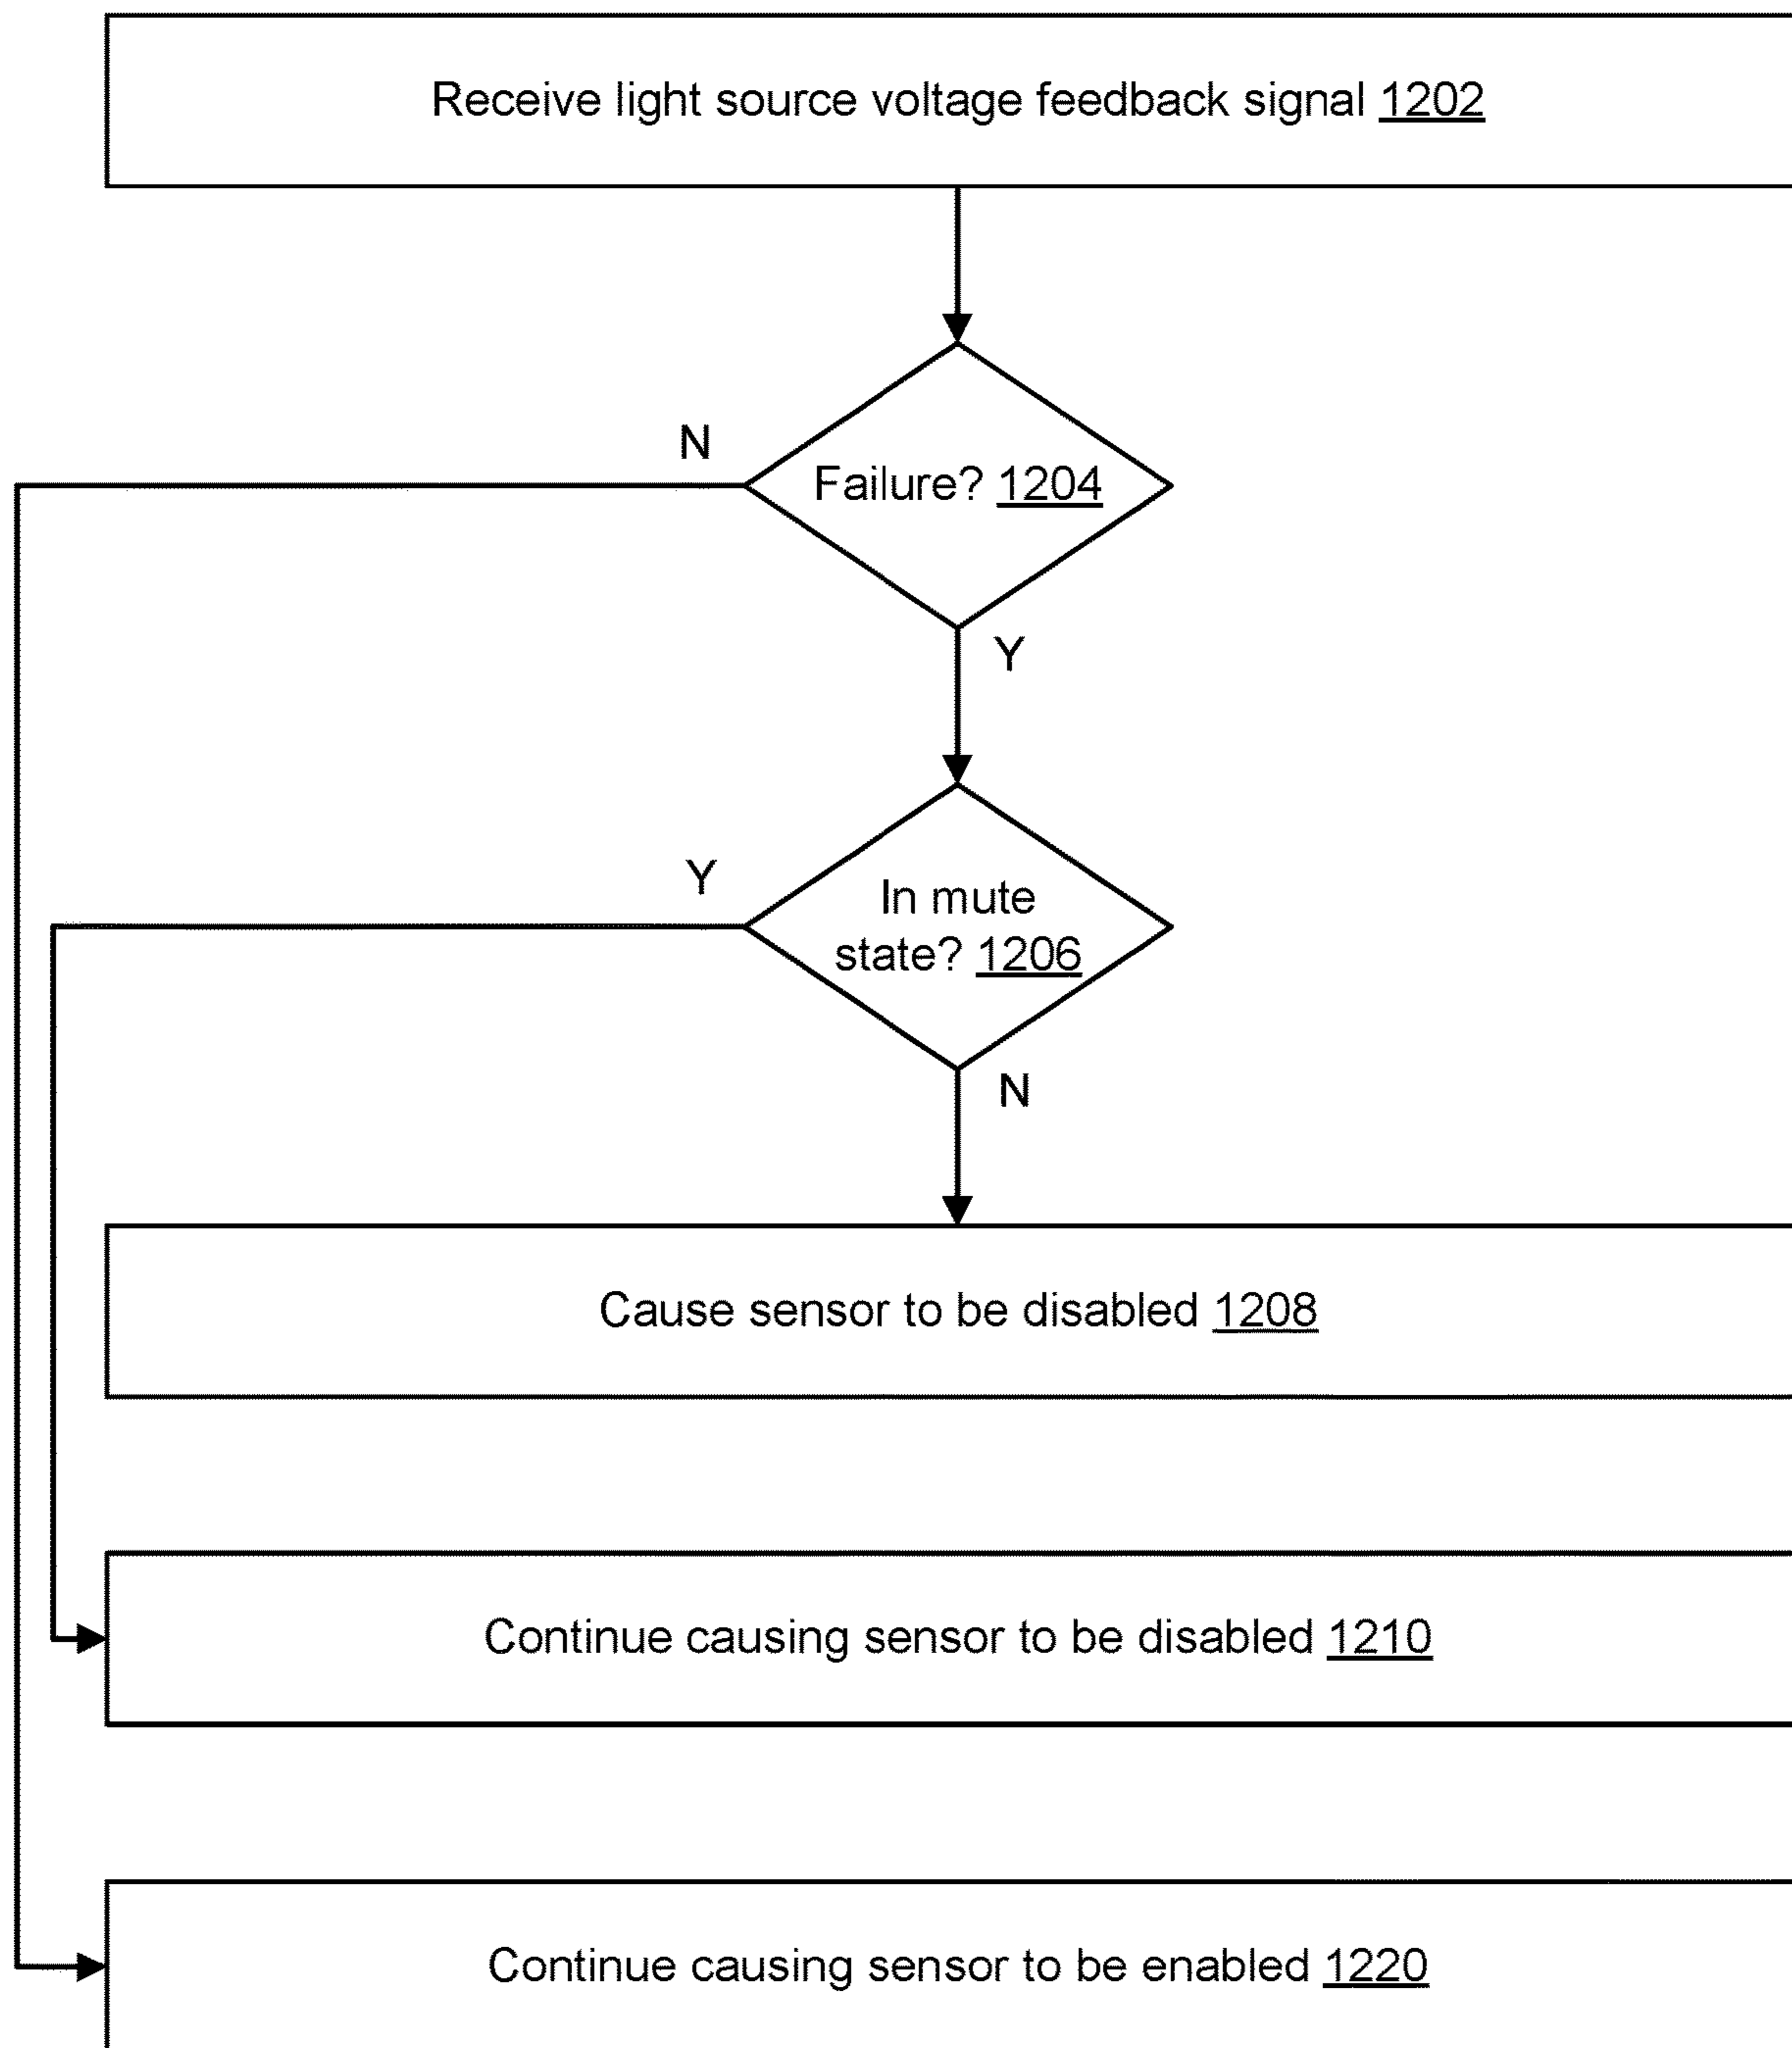 Receive light source voltage feedback signal 1202
N
Failure? 1204
Y
Y
In mute
state? 1206
N
Cause sensor to be disabled 1208
Continue causing sensor to be disabled 1210
Continue causing sensor to be enabled 1220